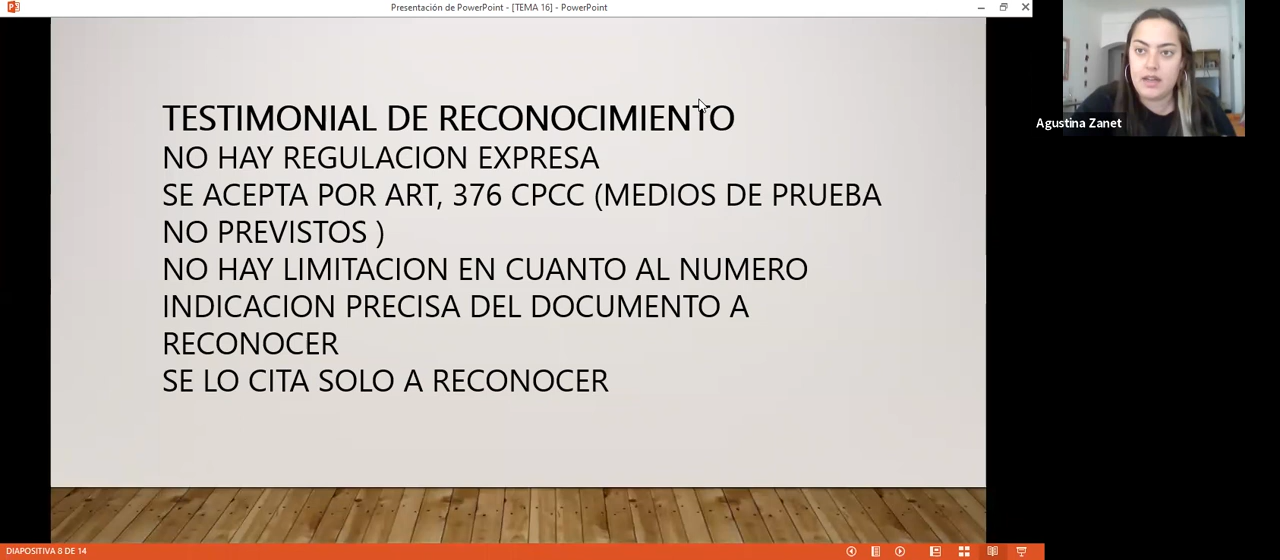 Presentación de PowerPoint - [TEMA 16] - PowerPoint
Agustina Zanet
TESTIMONIAL DE RECONOCIMIENTO
NO HAY REGULACION EXPRESA
SE ACEPTA POR ART, 376 CPCC (MEDIOS DE PRUEBA
NO PREVISTOS )
NO HAY LIMITACION EN CUANTO AL NUMERO
INDICACION PRECISA DEL DOCUMENTO A
RECONOCER
SE LO CITA SOLO A RECONOCER
DIAPOSITIVA 8 DE 14